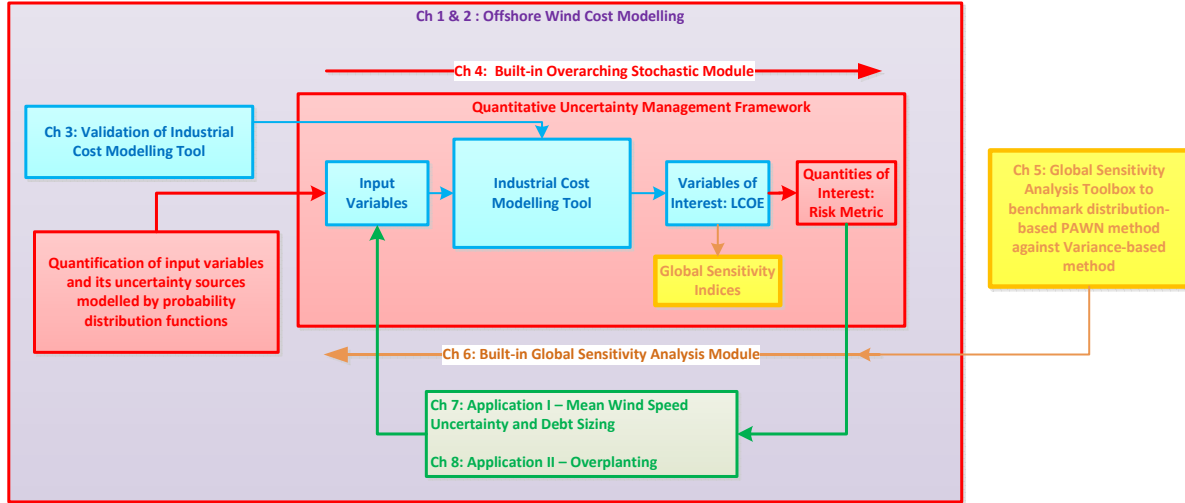 Ch 1 & 2 : Offshore Wind Cost Modelling
Ch 4:  Built-in Overarching Stochastic Module
Quantitative Uncertainty Management Framework
Ch 3: Validation of Industrial
Cost Modelling Tool
Input
Variables
Industrial Cost
Modelling Tool
Variables of
Interest: LCOE
Quantities of
Interest:
Risk Metric
Ch 5: Global Sensitivity
Analysis Toolbox to
benchmark distribution-
based PAWN method
against Variance-based
method
Quantification of input variables
and its uncertainty sources
modelled by probability
distribution functions
Global Sensitivity
Indices
Ch 6: Built-in Global Sensitivity Analysis Module
Ch 7: Application I – Mean Wind Speed
Uncertainty and Debt Sizing
Ch 8: Application II – Overplanting